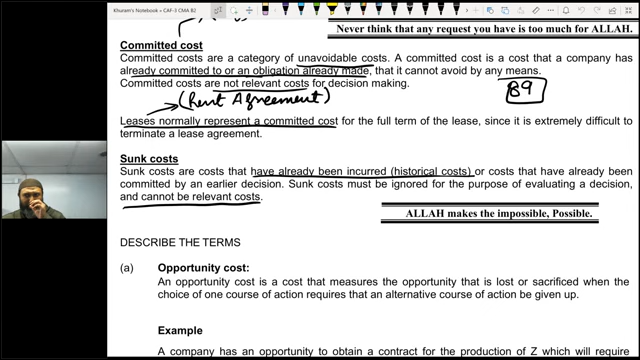 Khuram's Notebook » CAF-3 CMA B2
Never think that any request you have is too much for ALLAH.
Committed cost
Committed costs are a category of unavoidable costs. A committed cost is a cost that a company has
already committed to or an obligation already made, that it cannot avoid by any means.
Committed costs are not relevant costs for decision making.
89
(Rent Agreement)
Leases normally represent a committed cost for the full term of the lease, since it is extremely difficult to
terminate a lease agreement.
Sunk costs
Sunk costs are costs that have already been incurred (historical costs) or costs that have already been
committed by an earlier decision. Sunk costs must be ignored for the purpose of evaluating a decision,
and cannot be relevant costs.
ALLAH makes the impossible, Possible.
DESCRIBE THE TERMS
(a) Opportunity cost:
An opportunity cost is a cost that measures the opportunity that is lost or sacrificed when the
choice of one course of action requires that an alternative course of action be given up.
Example
A company has an opportunity to obtain a contract for the production of Z which will require